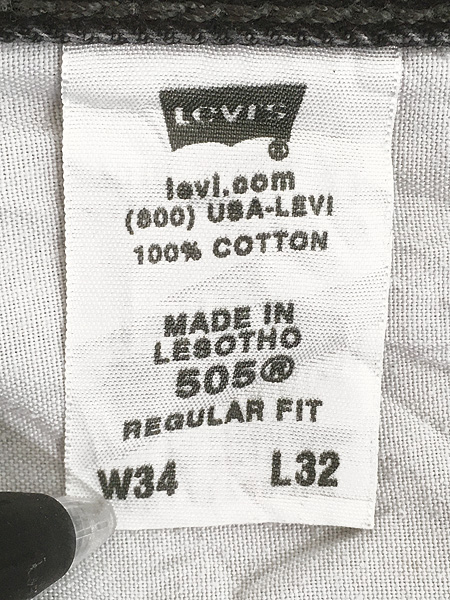 LEVI'S
®
levi.com
(800) USA-LEVI
100% COTTON
MADE IN
LESOTHO
505®
REGULAR FIT
W34 L32